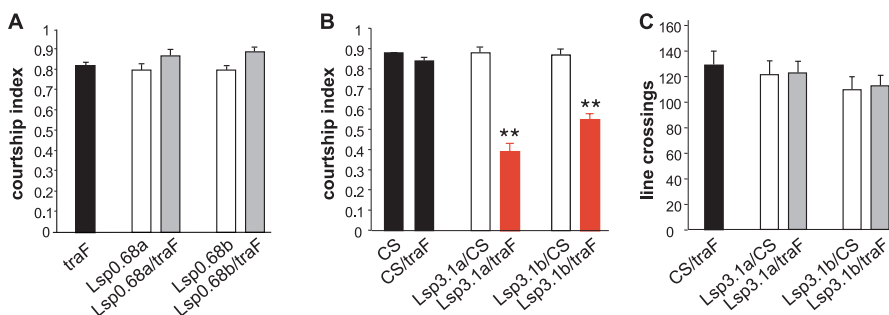 A
courtship index
0.9
0.9
0.8
0.7
0.6
0.5
0.4
0.3
0.2
0.1
0
traF
Lsp0.68a
Lsp0.68a/traF
Lsp0.68b
Lsp0.68b/traF
B
courtship index
1
0.9
0.8
0.7
0.6
0.5
0.4
0.3
0.2
0.1
0
**
**
CS
CS/traF
Lsp3.1a/CS
Lsp3.1a/traF
Lsp3.1b/CS
Lsp3.1b/traF
C
line crossings
160
140
120
100
80
60
40
20
0
CS/traF
Lsp3.1a/CS
Lsp3.1a/traF
Lsp3.1b/CS
Lsp3.1b/traF